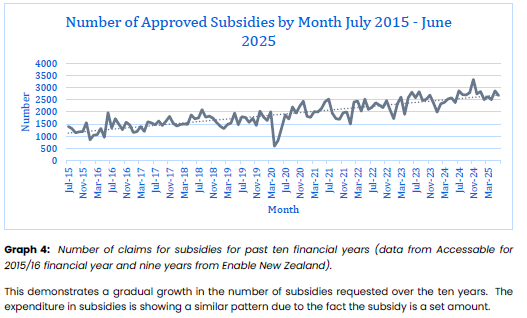 Number of Approved Subsidies by Month July 2015 - June
2025
4000
3500
3000
2500
2000
1500
1000
500
0
Number
Jul-15
Nov-15
Mar-16
Jul-16
Nov-16
Mar-17
Jul-17
Nov-17
Mar-18
Jul-18
Nov-18
Mar-19
Jul-19
Nov-19
Mar-20
Jul-20
Nov-20
Mar-21
Jul-21
Nov-21
Mar-22
Jul-22
Nov-22
Mar-23
Jul-23
Nov-23
Mar-24
Jul-24
Nov-24
Mar-25
Month
Graph 4: Number of claims for subsidies for past ten financial years (data from Accessable for
2015/16 financial year and nine years from Enable New Zealand).
This demonstrates a gradual growth in the number of subsidies requested over the ten years. The
expenditure in subsidies is showing a similar pattern due to the fact the subsidy is a set amount.